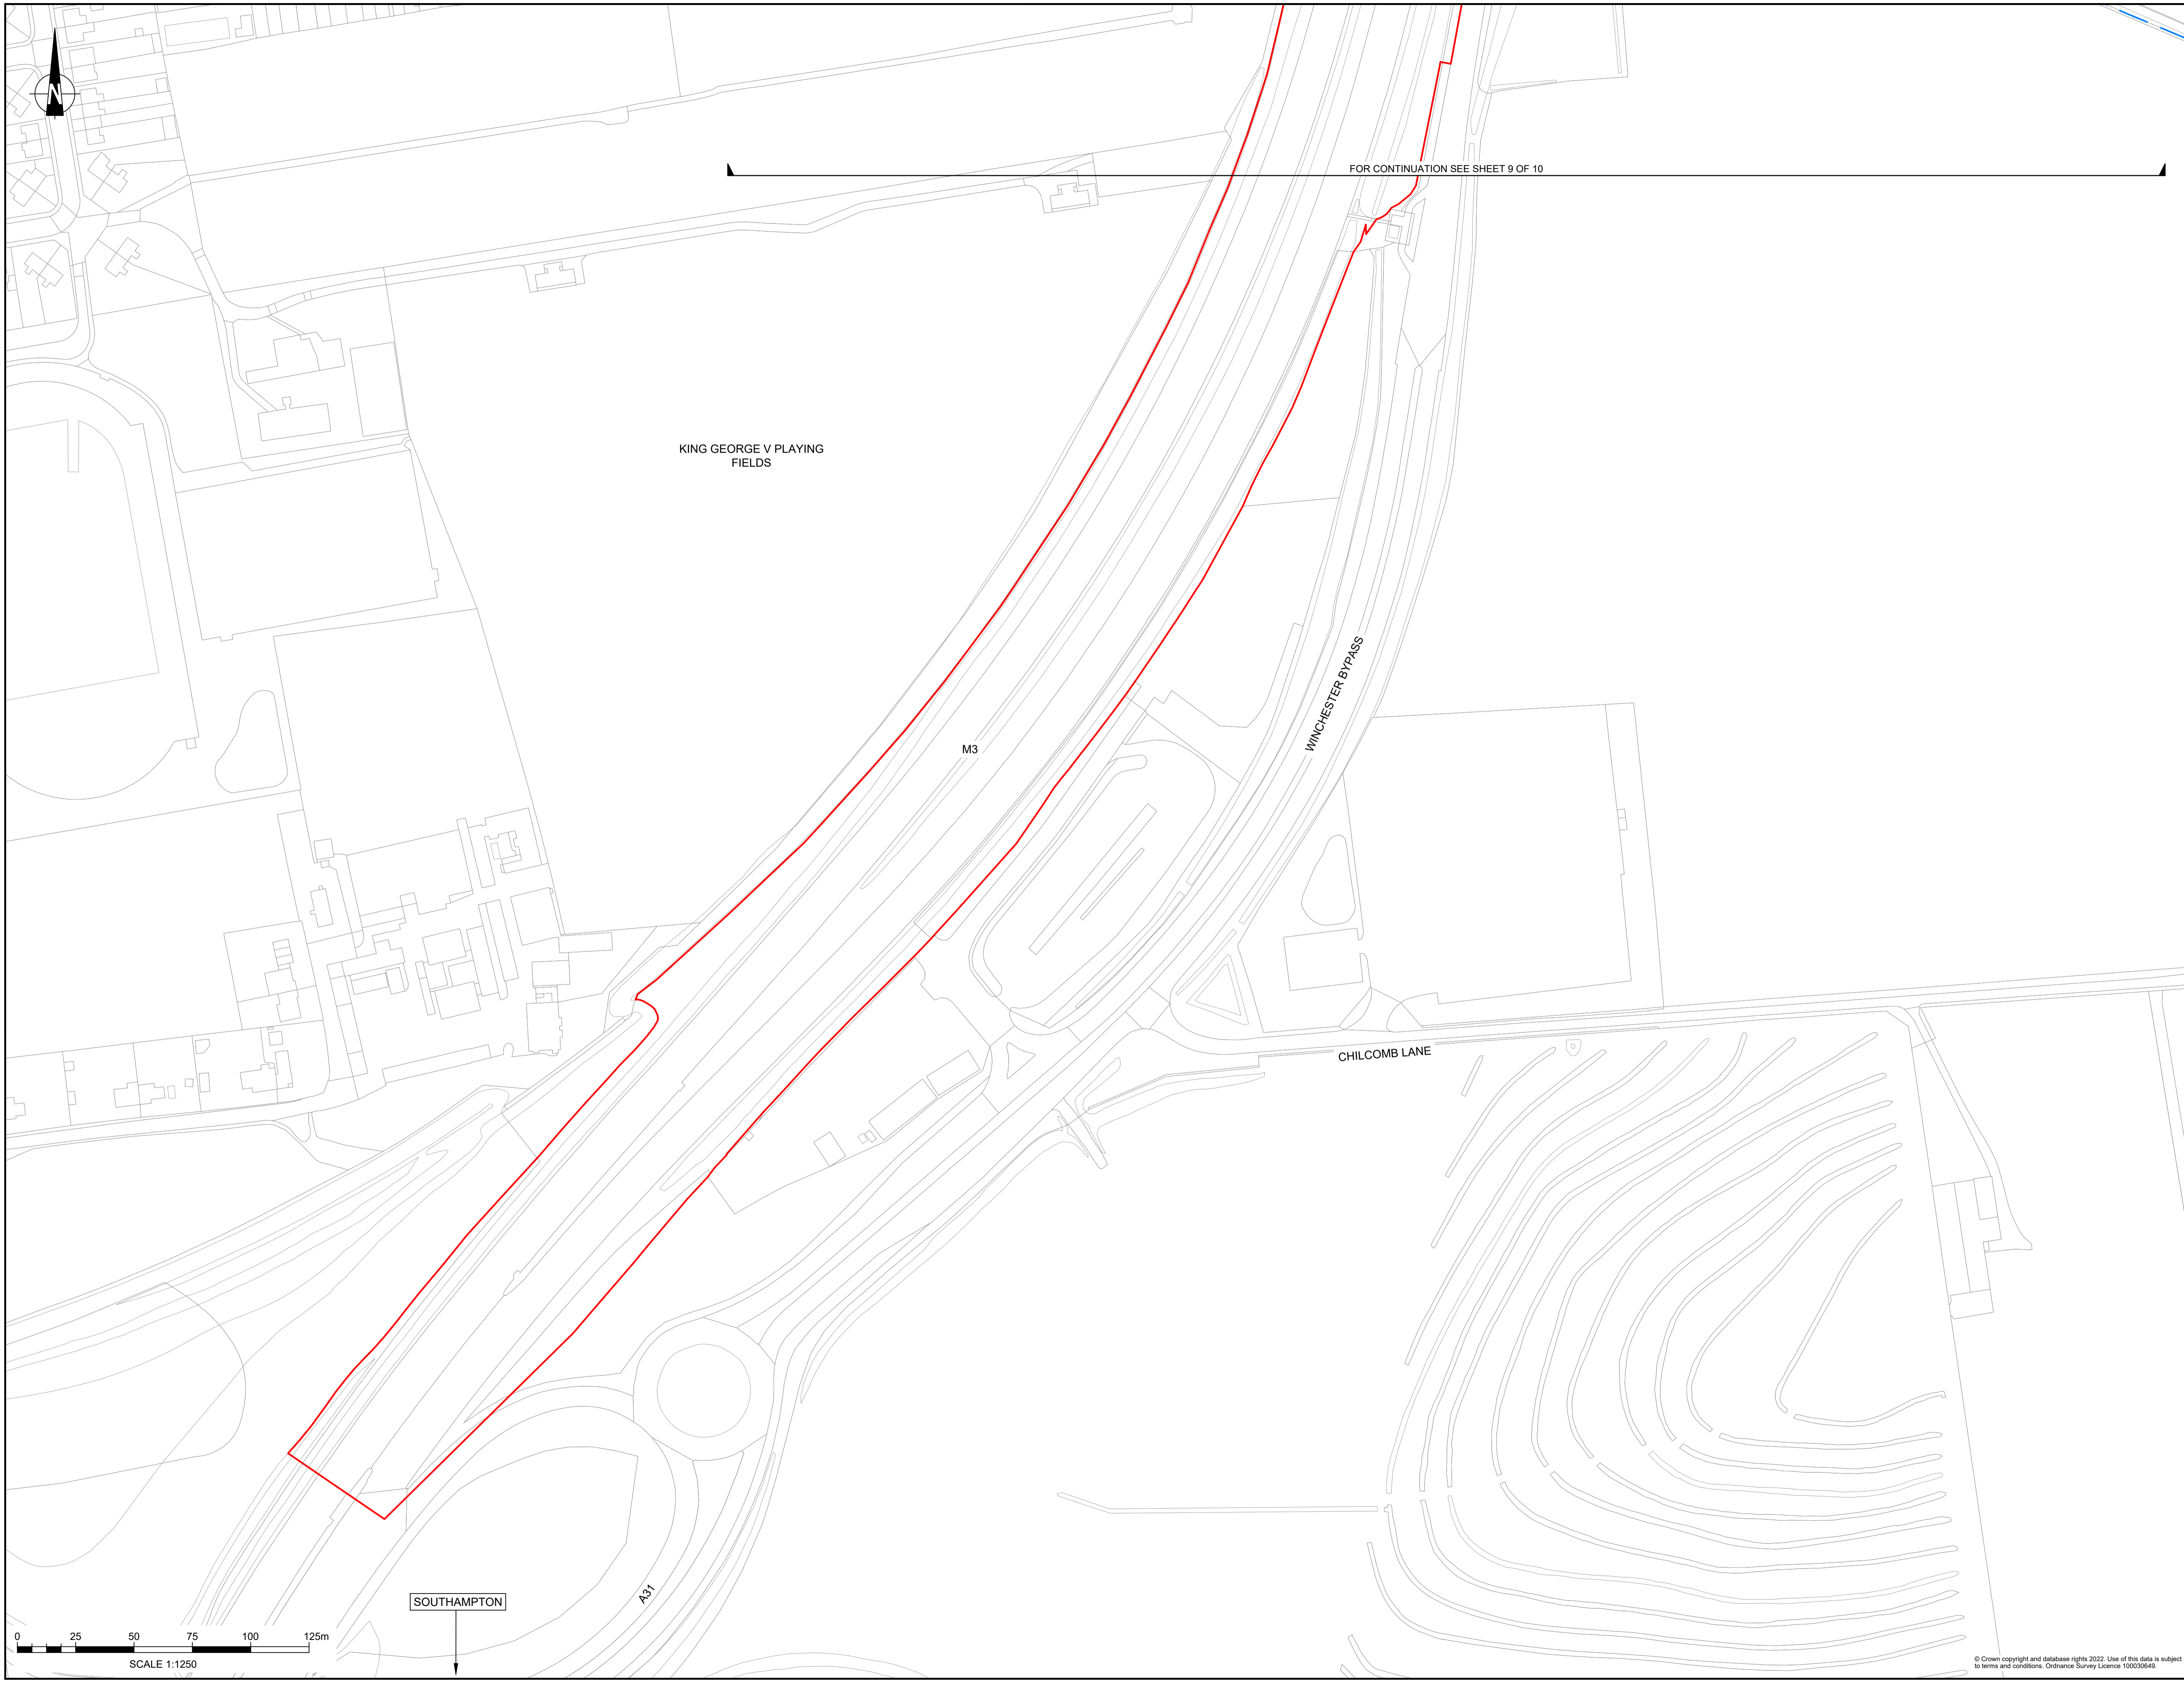 N
FOR CONTINUATION SEE SHEET 9 OF 10
KING GEORGE V PLAYING
FIELDS
WINCHESTER BYPASS
M3
CHILCOMB LANE
A31
SOUTHAMPTON
0 25 50 75 100 125m
SCALE 1:1250
© Crown copyright and database rights 2022. Use of this data is subject
to terms and conditions. Ordnance Survey Licence 100030649.